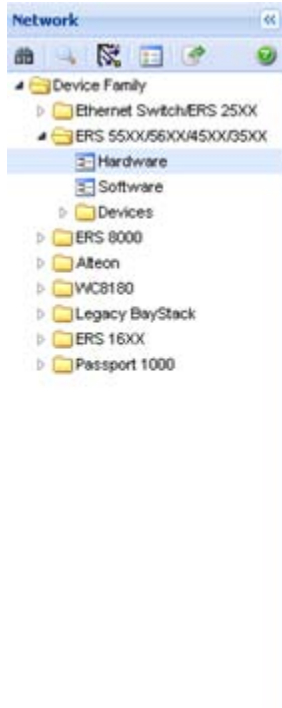 Network
Device Family
Ethernet Switch/ERS 25XX
ERS 55XX/56XX/45XX/35XX
Hardware
Software
Devices
ERS 8000
Alteon
WC8180
Legacy BayStack
ERS 16XX
Passport 1000